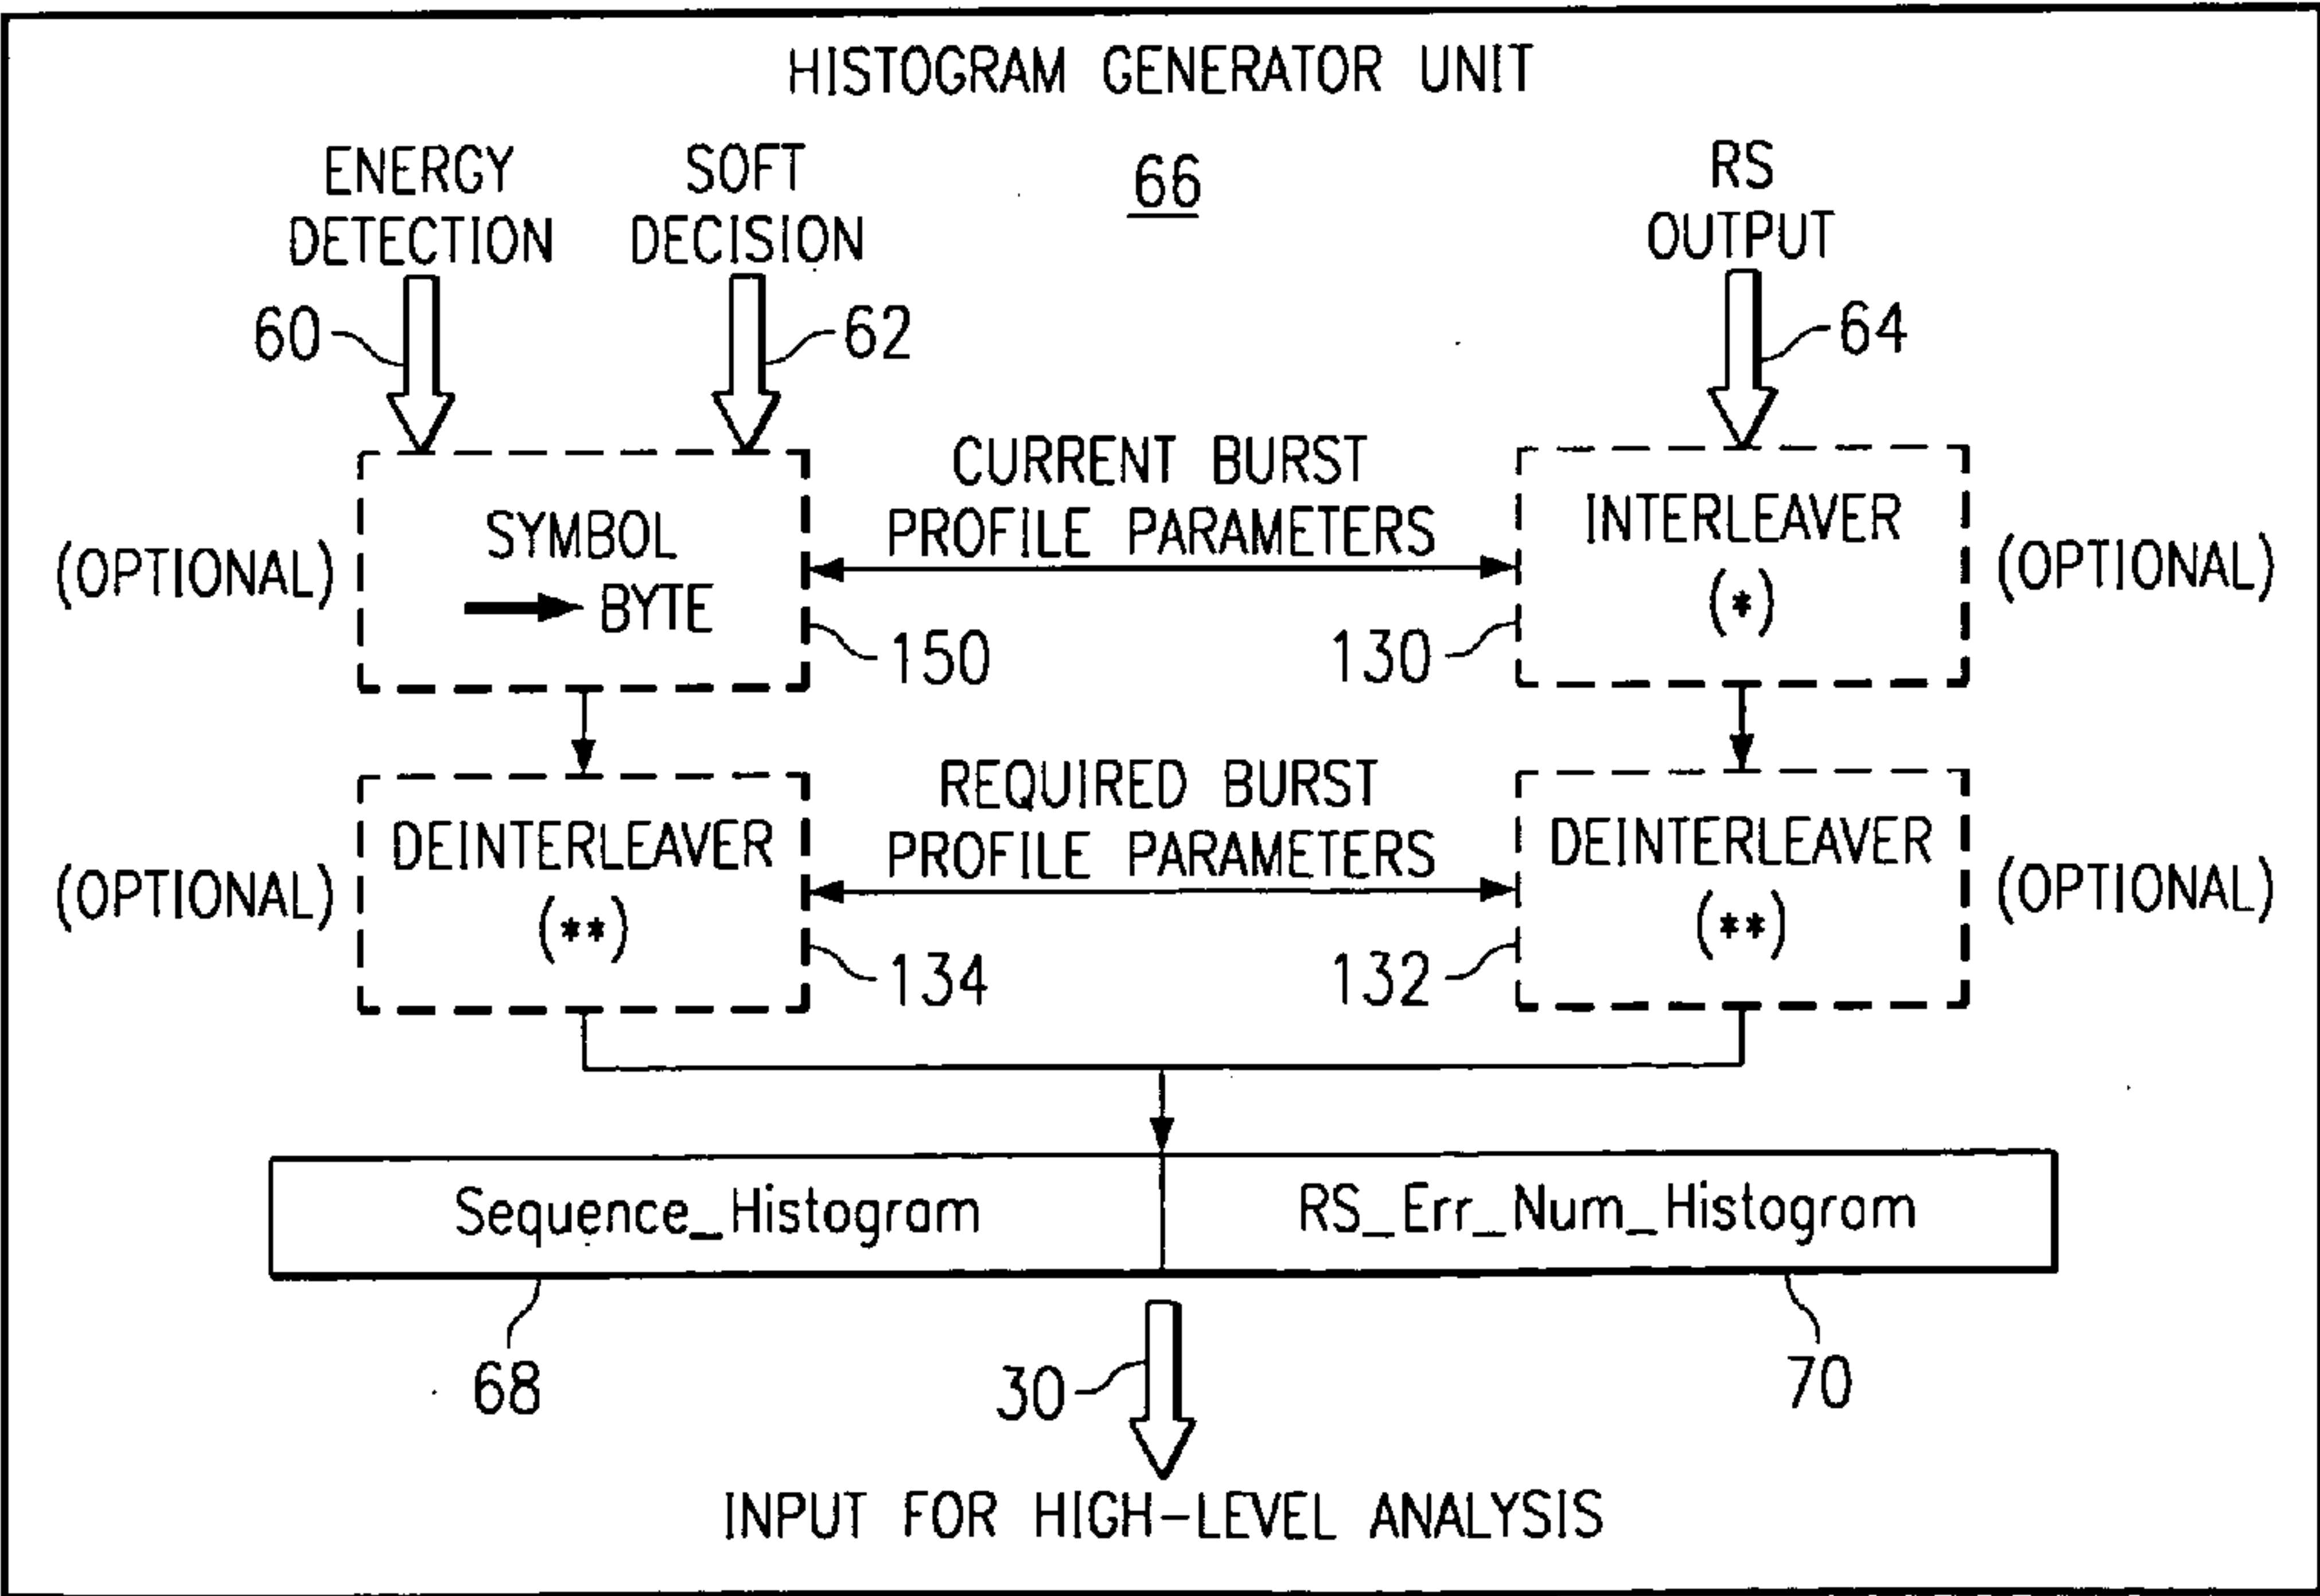 HISTOGRAM GENERATOR UNIT
66
ENERGY
DETECTION
SOFT
DECISION
RS
OUTPUT
60
62
64
(OPTIONAL)
SYMBOL
BYTE
150
CURRENT BURST
PROFILE PARAMETERS
130
INTERLEAVER
(*)
(OPTIONAL)
(OPTIONAL)
DEINTERLEAVER
(**)
134
REQUIRED BURST
PROFILE PARAMETERS
132
DEINTERLEAVER
(**)
(OPTIONAL)
Sequence_Histogram
RS_Err_Num_Histogram
68
30
70
INPUT FOR HIGH-LEVEL ANALYSIS